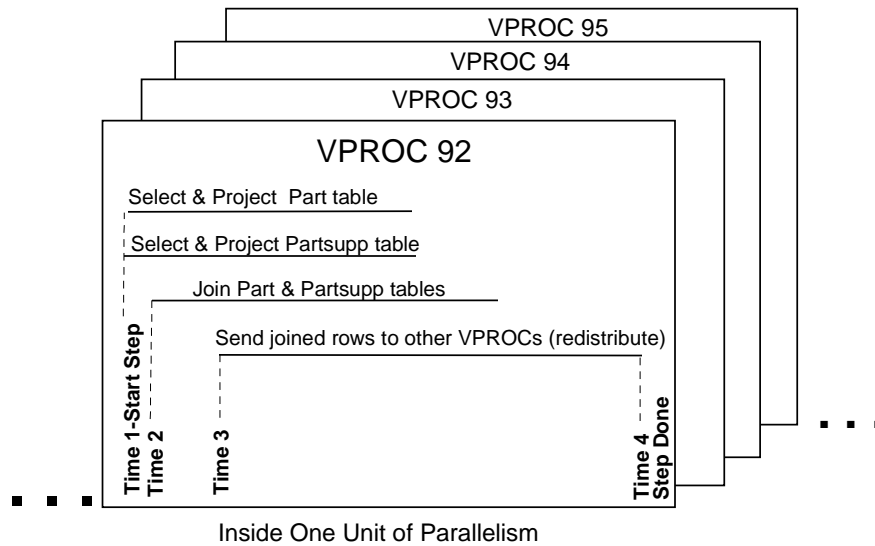 VPROC 95
VPROC 94
VPROC 93
VPROC 92
Select & Project Part table
Select & Project Partsupp table
Join Part & Partsupp tables
Send joined rows to other VPROCs (redistribute)
Time 1-Start Step
Time 2
Time 3
Time 4
Step Done
Inside One Unit of Parallelism